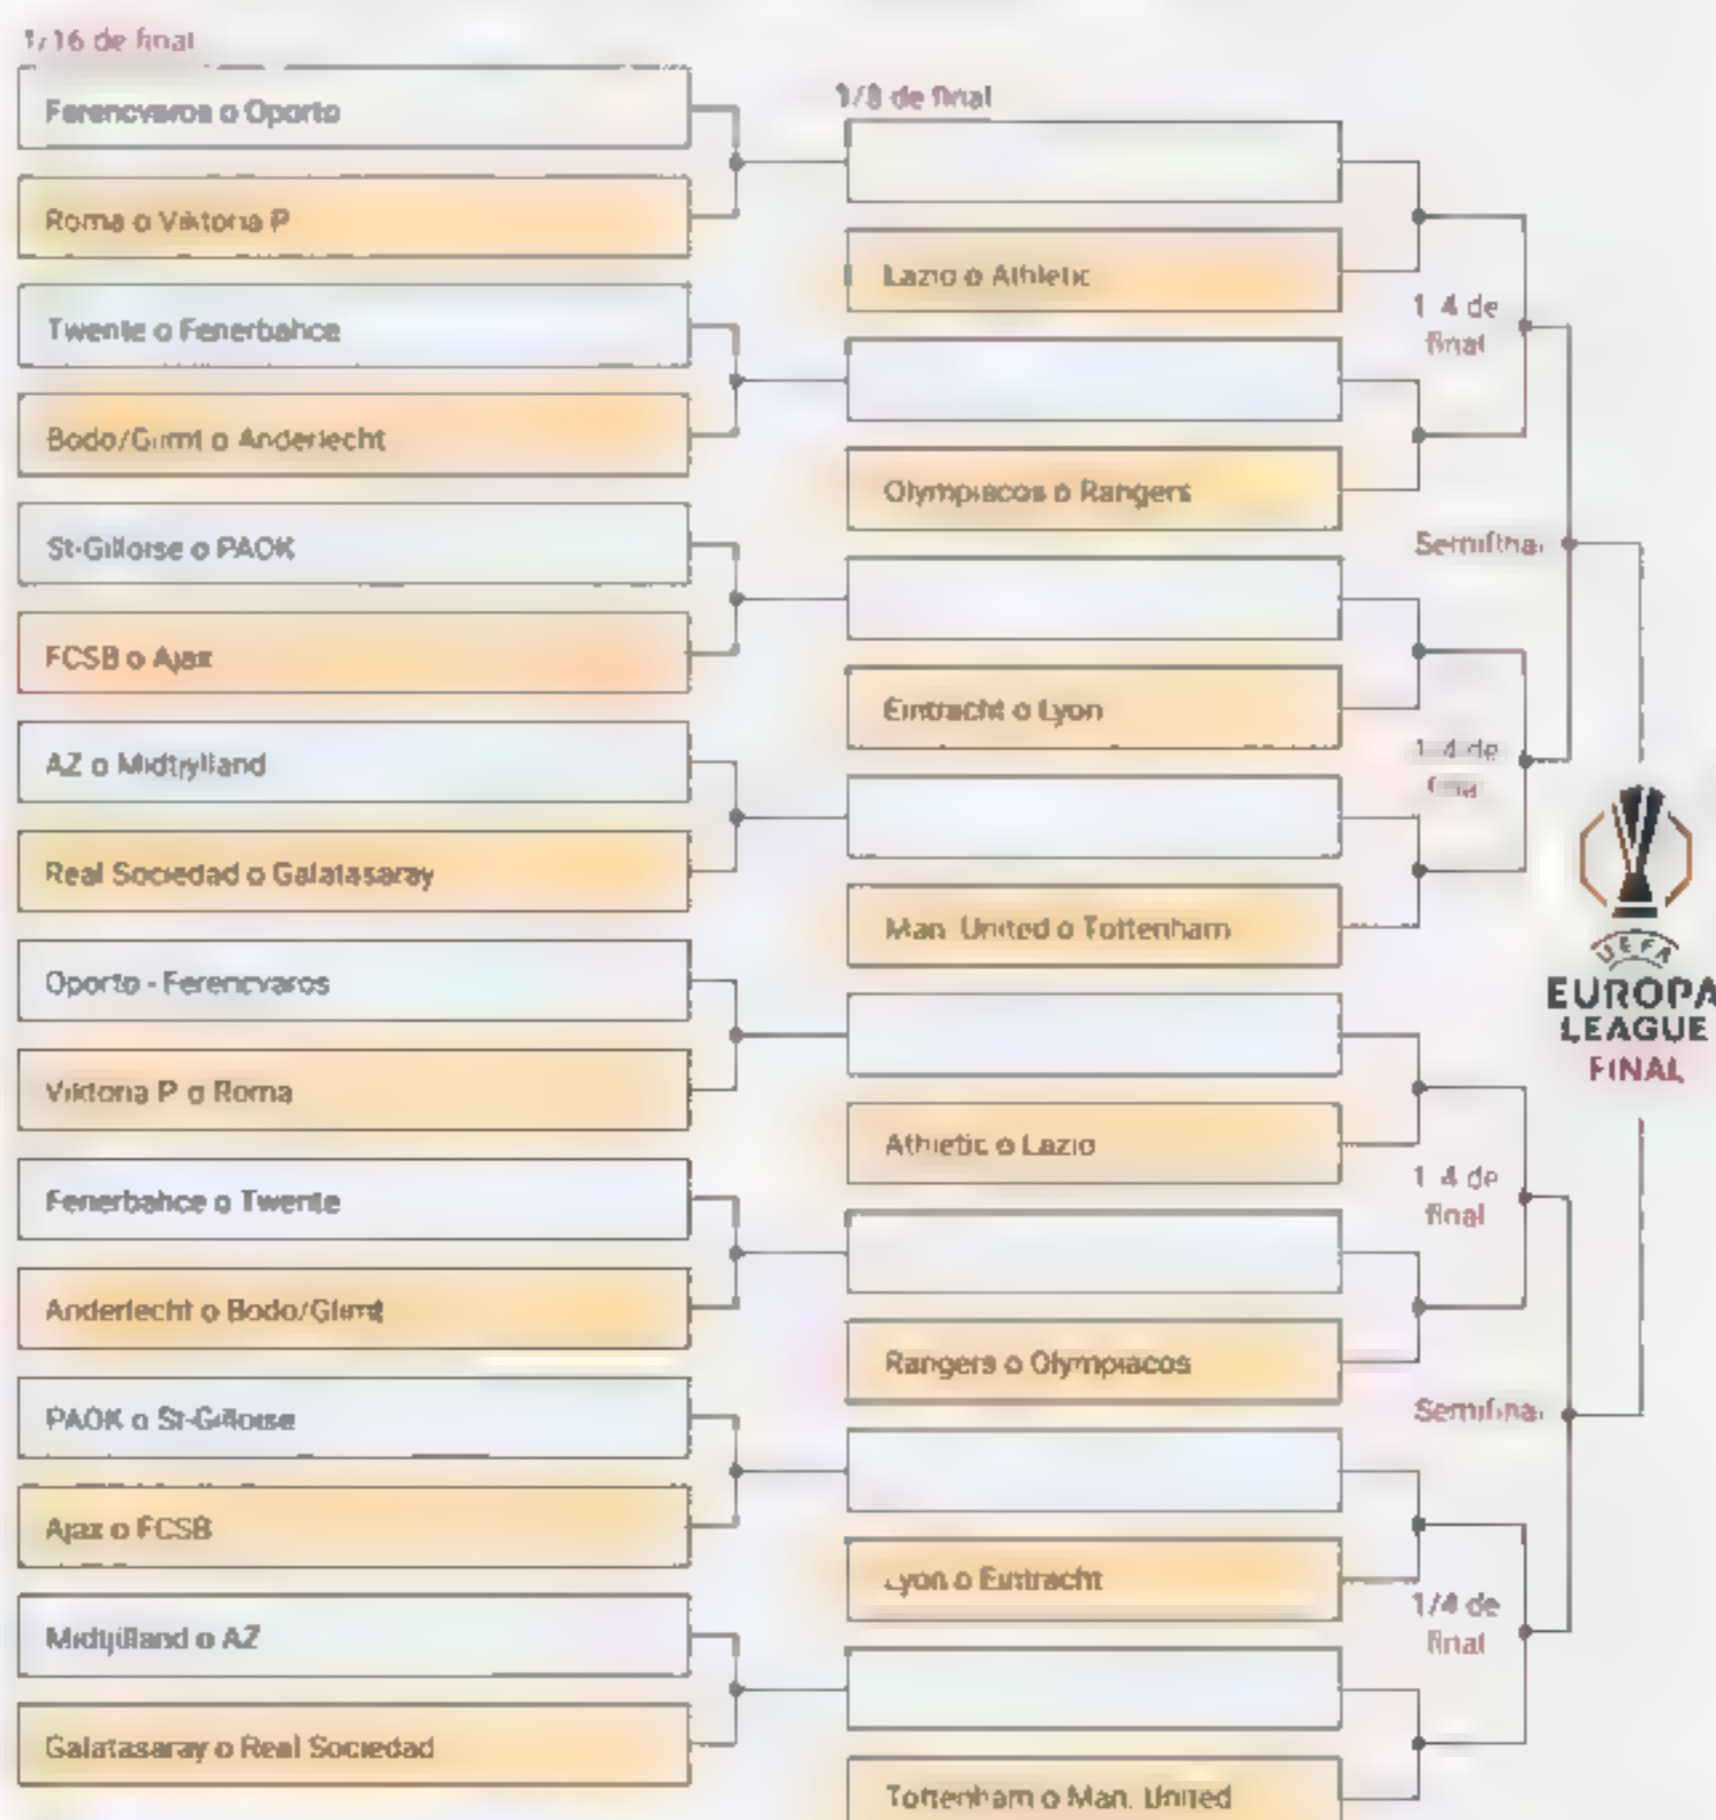 1/16 de final
Ferencvaros o Oporto
Roma o Viktoria P
Twente o Fenerbahce
Bodo/Glimt o Anderlecht
St-Gilloise o PAOK
FCSB o Ajax
AZ o Midtjylland
Real Sociedad o Galatasaray
Oporto - Ferencvaros
Viktoria P o Roma
Fenerbahce o Twente
Anderlecht o Bodo/Glimt
PAOK o St-Gilloise
Ajax o FCSB
Midtjilland o AZ
Galatasaray o Real Sociedad
1/8 de final
Lazio o Athletic
Olympiacos o Rangers
Eintracht o Lyon
Man. United o Tottenham
Athletic o Lazio
Rangers o Olympiacos
Lyon o Eintracht
Tottenham o Man. United
1/4 de
final
Semifinal
1/4 de
final
1/4 de
final
Semifinal
1/4 de
final
UEFA
EUROPA
LEAGUE
FINAL